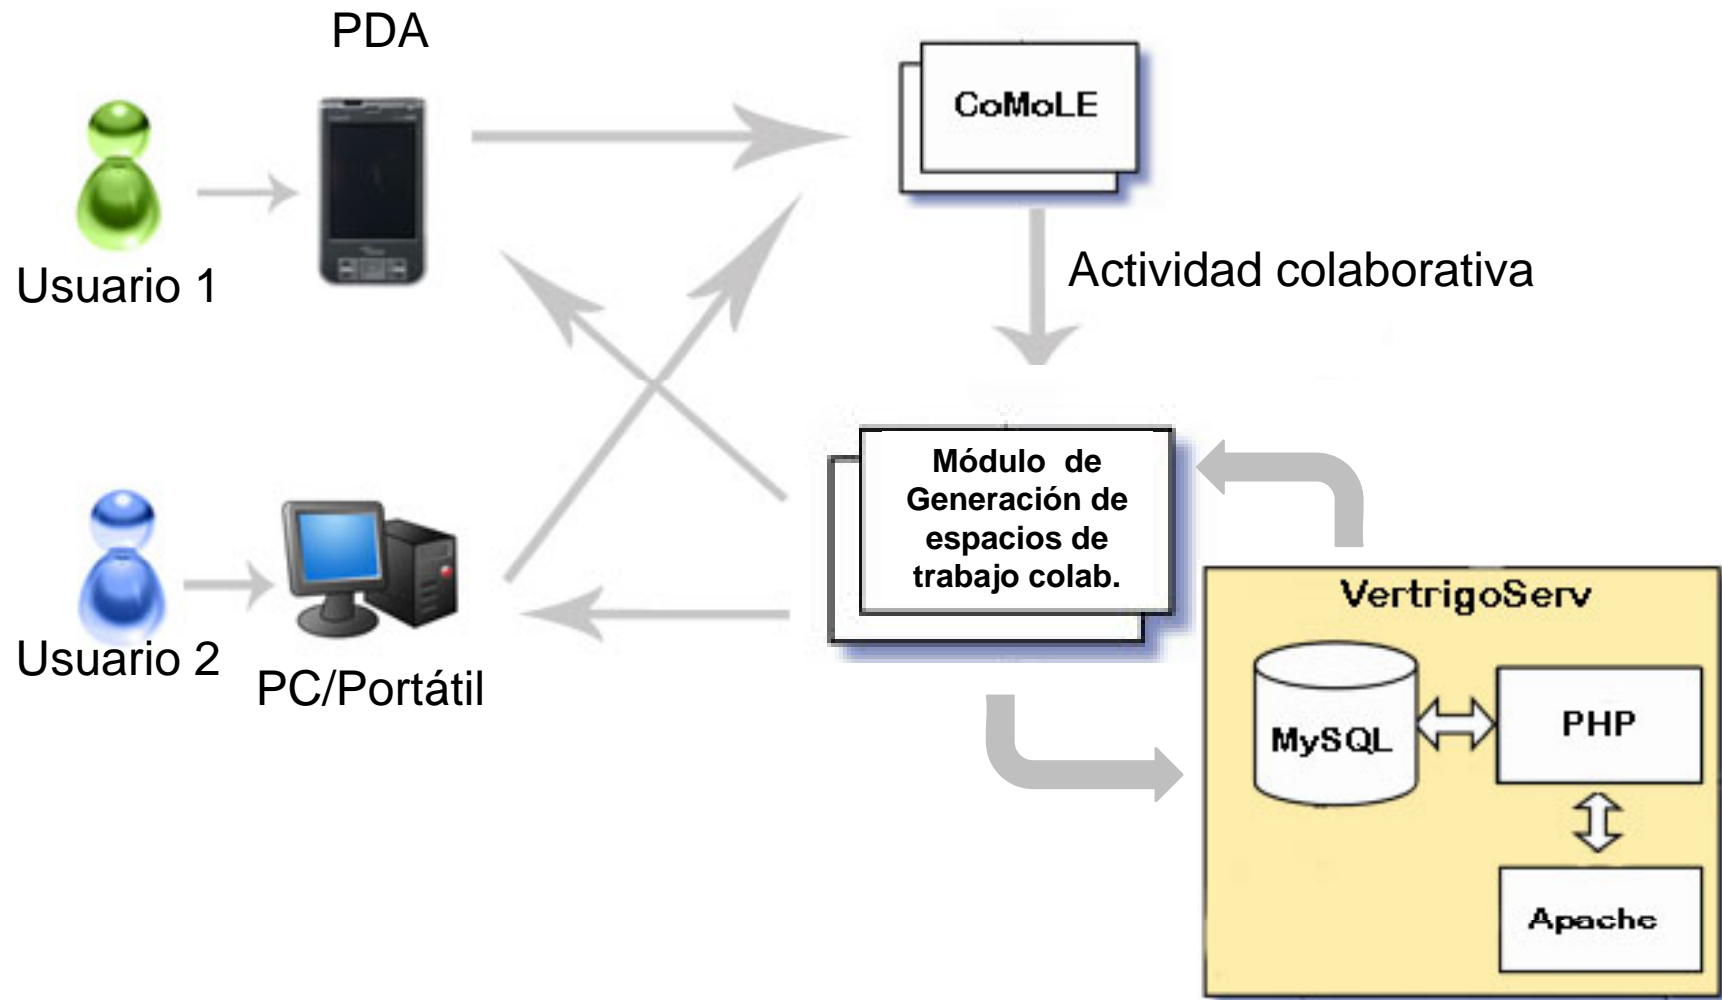 PDA
CoMoLE
Usuario 1
Actividad colaborativa
Módulo de
Generación de
espacios de
trabajo colab.
Usuario 2
PC/Portátil
VertrigoServ
MySQL
PHP
Apache